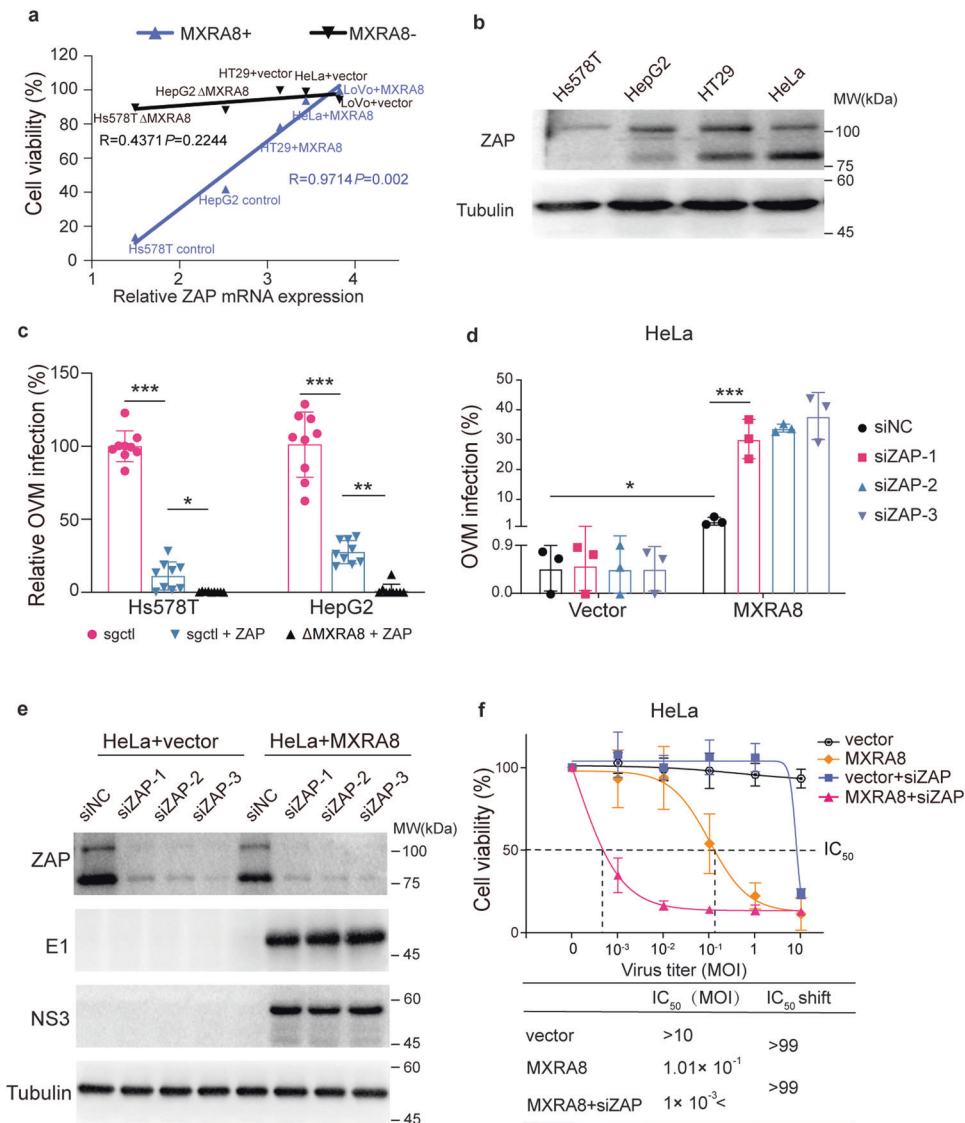 a
MXRA8+ MXRA8-
Cell viability (%)
120
100
80
60
40
20
0
1 2 3 4
Relative ZAP mRNA expression
HT29+vector HeLa+vector
HepG2 ΔMXRA8 LoVo+MXRA8
Hs578T ΔMXRA8 HeLa+MXRA8 LoVo+vector
R=0.4371 P=0.2244
HT29+MXRA8
R=0.9714 P=0.002
HepG2 control
Hs578T control
b
Hs578T HepG2 HT29 HeLa
MW(kDa)
ZAP
100
75
60
Tubulin
45
c
Relative OVM infection (%)
150
100
50
0
*** ***
* **
Hs578T HepG2
sgctl sgctl + ZAP ΔMXRA8 + ZAP
d
HeLa
OVM infection (%)
50
40
30
20
10
1
0.9
0.0
***
*
Vector MXRA8
siNC
siZAP-1
siZAP-2
siZAP-3
e
HeLa+vector HeLa+MXRA8
siNC siZAP-1 siZAP-2 siZAP-3 siNC siZAP-1 siZAP-2 siZAP-3
MW(kDa)
ZAP
100
75
E1
45
NS3
60
45
Tubulin
60
45
f
HeLa
vector
MXRA8
vector+siZAP
MXRA8+siZAP
Cell viability (%)
100
50
0
IC50
0 10-3 10-2 10-1 1 10
Virus titer (MOI)
IC50 (MOI) IC50 shift
vector >10
>99
MXRA8 1.01× 10-1
>99
MXRA8+siZAP 1× 10-3<